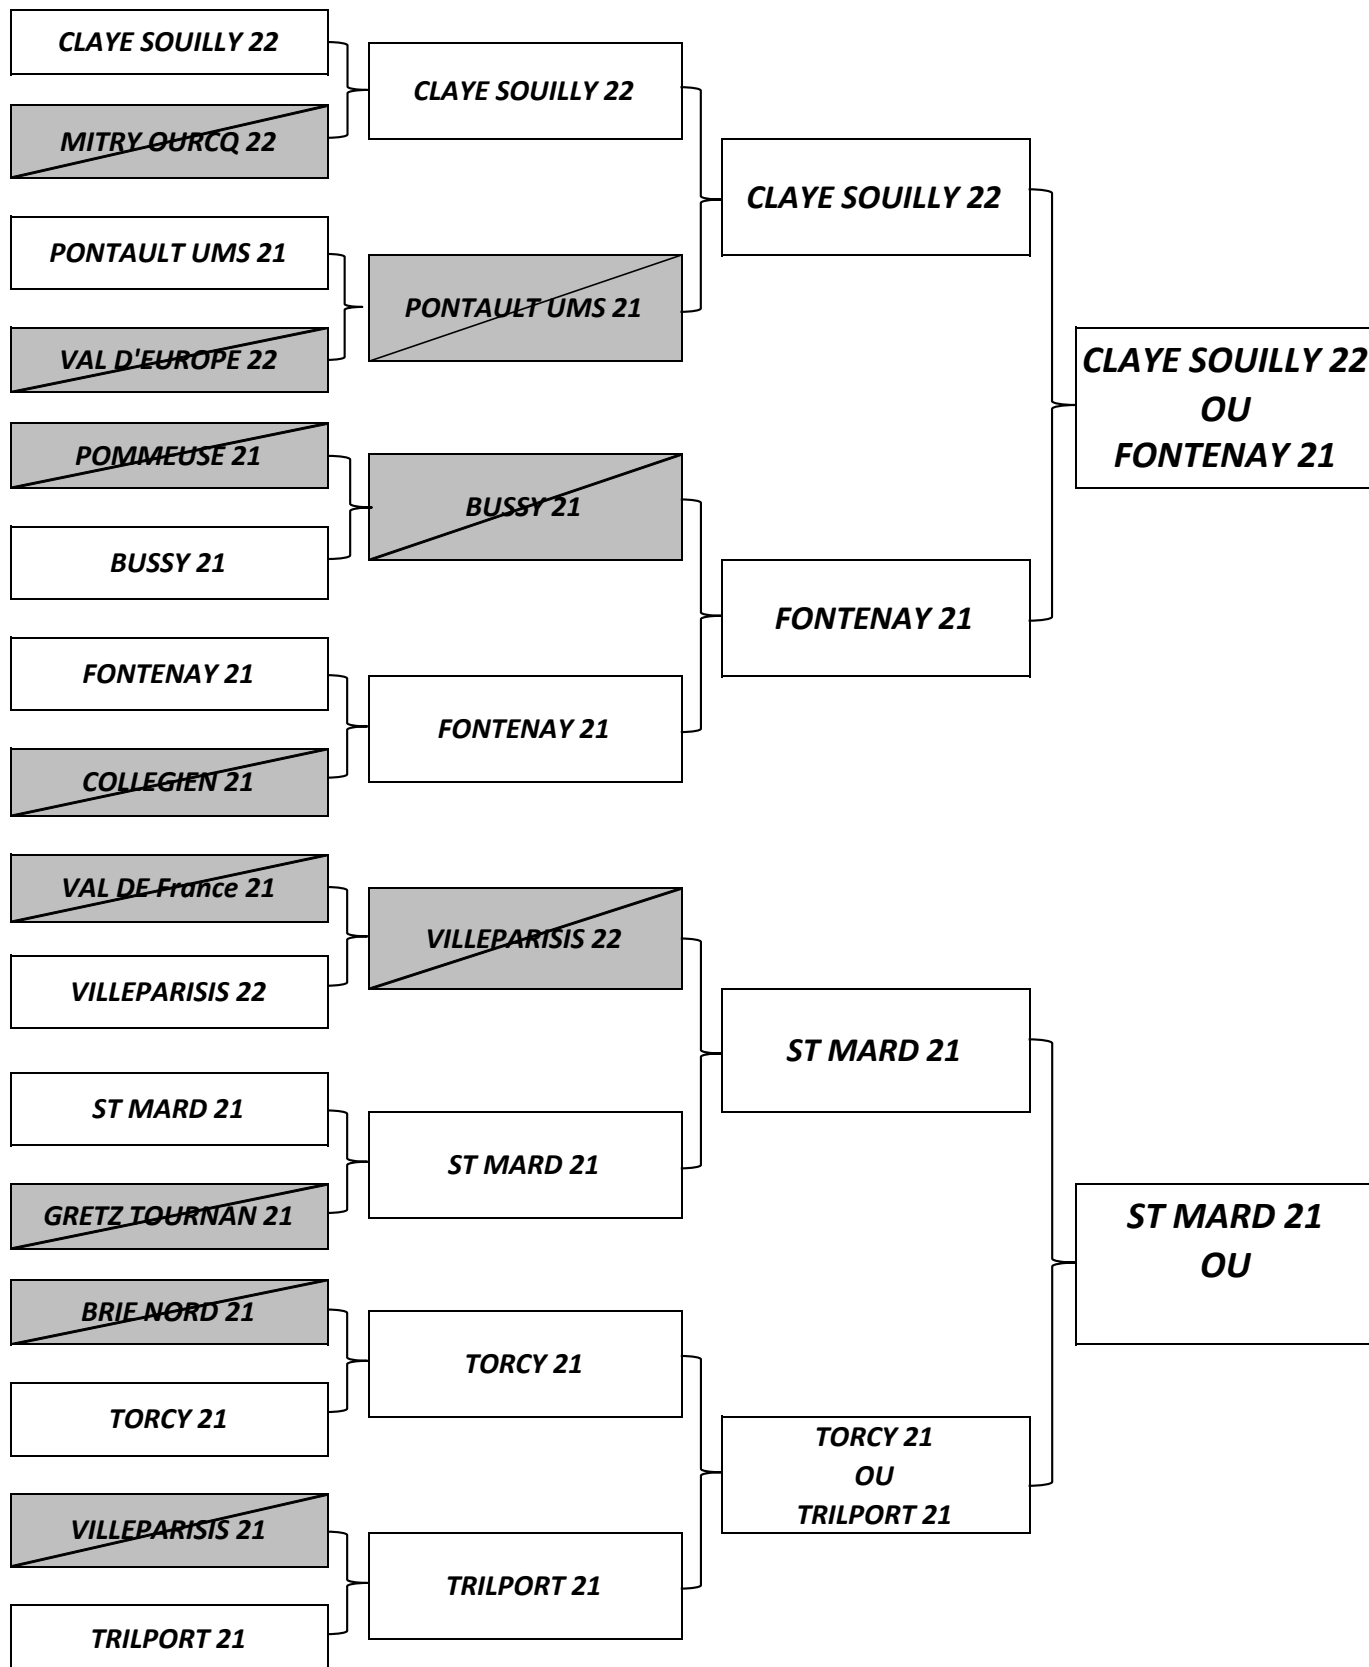 CLAYE SOUILLY 22
MITRY OURCQ 22
PONTAULT UMS 21
VAL D'EUROPE 22
POMMEUSE 21
BUSSY 21
FONTENAY 21
COLLEGIEN 21
VAL DE France 21
VILLEPARISIS 22
ST MARD 21
GRETZ TOURNAN 21
BRIE NORD 21
TORCY 21
VILLEPARISIS 21
TRILPORT 21
CLAYE SOUILLY 22
PONTAULT UMS 21
BUSSY 21
FONTENAY 21
VILLEPARISIS 22
ST MARD 21
TORCY 21
TRILPORT 21
CLAYE SOUILLY 22
FONTENAY 21
ST MARD 21
TORCY 21
OU
TRILPORT 21
CLAYE SOUILLY 22
OU
FONTENAY 21
ST MARD 21
OU